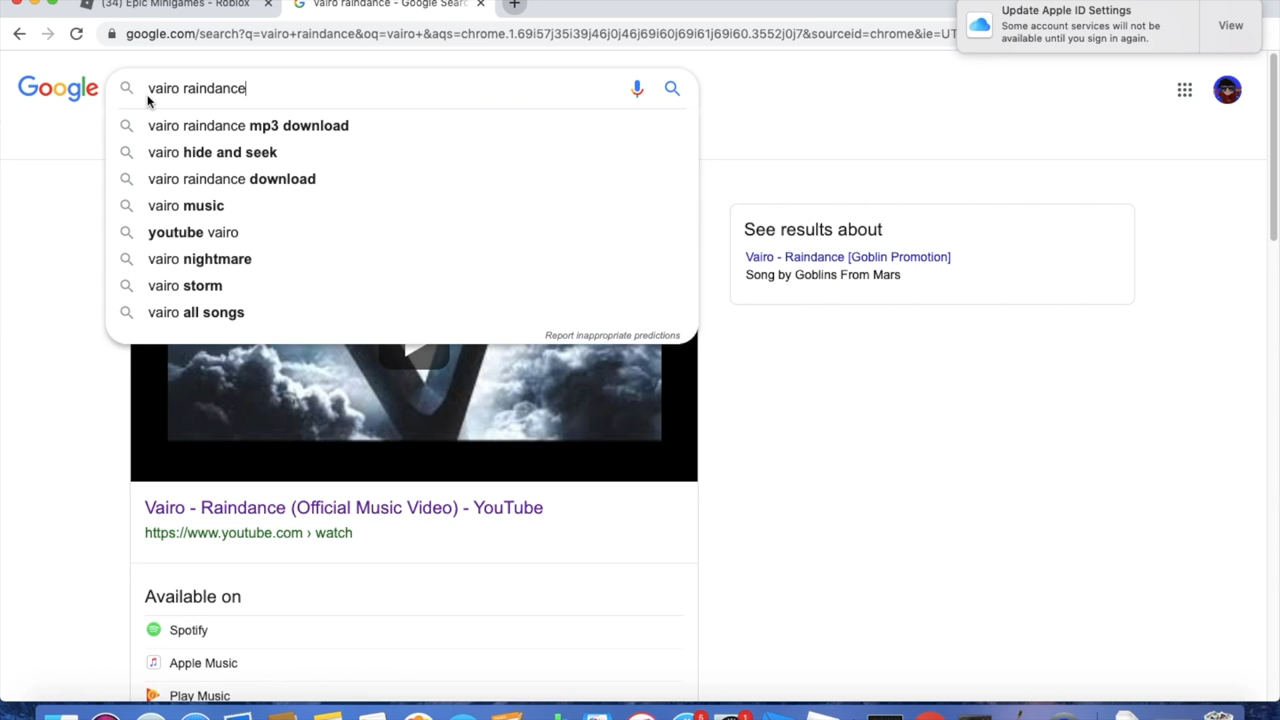 (34) Epic Minigames - Roblox
vairo raindance - Google Sear
Update Apple ID Settings
Some account services will not be
available until you sign in again.
View
google.com/search?q=vairo+raindance&oq=vairo+&aqs=chrome.1.69i57j35i39j46j0j46j69i60j69i61j69i60.3552j0j7&sourceid=chrome&ie=UT
Google
vairo raindance
vairo raindance mp3 download
vairo hide and seek
vairo raindance download
vairo music
youtube vairo
vairo nightmare
vairo storm
vairo all songs
Report inappropriate predictions
See results about
Vairo - Raindance [Goblin Promotion]
Song by Goblins From Mars
Vairo - Raindance (Official Music Video) - YouTube
https://www.youtube.com › watch
Available on
Spotify
Apple Music
Play Music